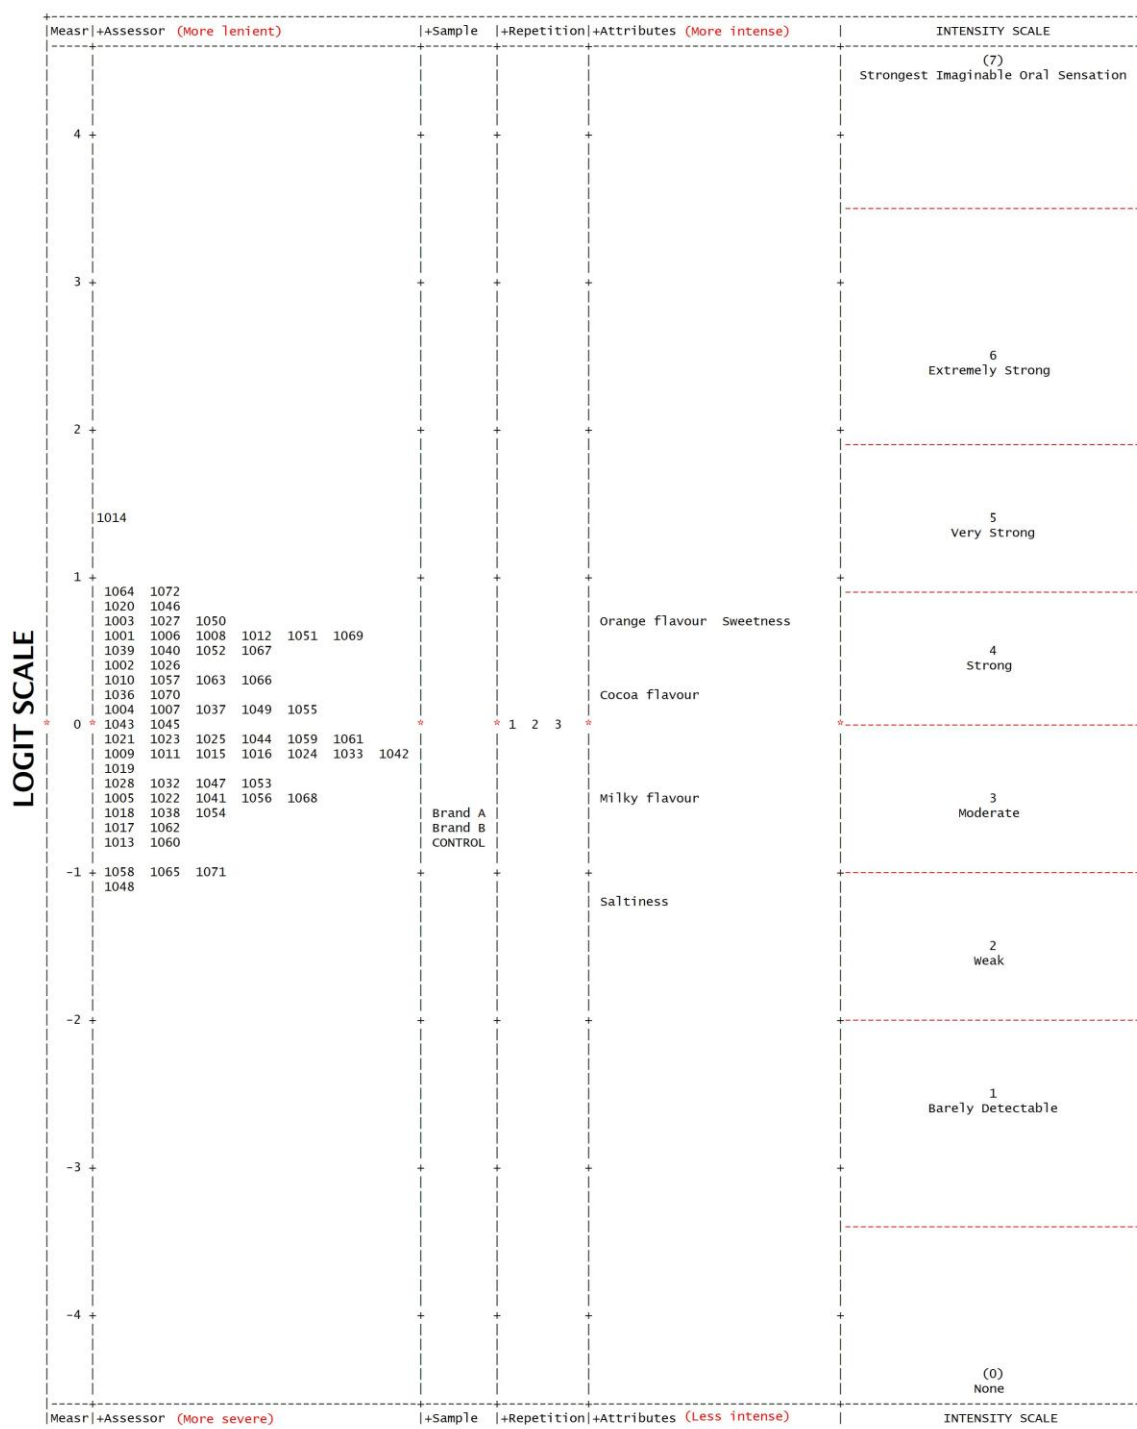 Measr +Assessor (More lenient) +Sample +Repetition +Attributes (More intense) INTENSITY SCALE
(7)
Strongest Imaginable Oral Sensation
4
3
6
Extremely Strong
2
1014 5
Very Strong
1
1064 1072
1020 1046
1003 1027 1050 Orange flavour Sweetness
1001 1006 1008 1012 1051 1069
1039 1040 1052 1067 4
1002 1026 Strong
1010 1057 1063 1066
1036 1070 Cocoa flavour
1004 1007 1037 1049 1055
0 1043 1045 1 2 3
1021 1023 1025 1044 1059 1061
1009 1011 1015 1016 1024 1033 1042
1019
1028 1032 1047 1053
1005 1022 1041 1056 1068 Milky flavour 3
1018 1038 1054 Brand A Moderate
1017 1062 Brand B
1013 1060 CONTROL
-1 1058 1065 1071
1048
Saltiness
2
Weak
-2
1
Barely Detectable
-3
-4
(0)
None
Measr +Assessor (More severe) +Sample +Repetition +Attributes (Less intense) INTENSITY SCALE
LOGIT SCALE